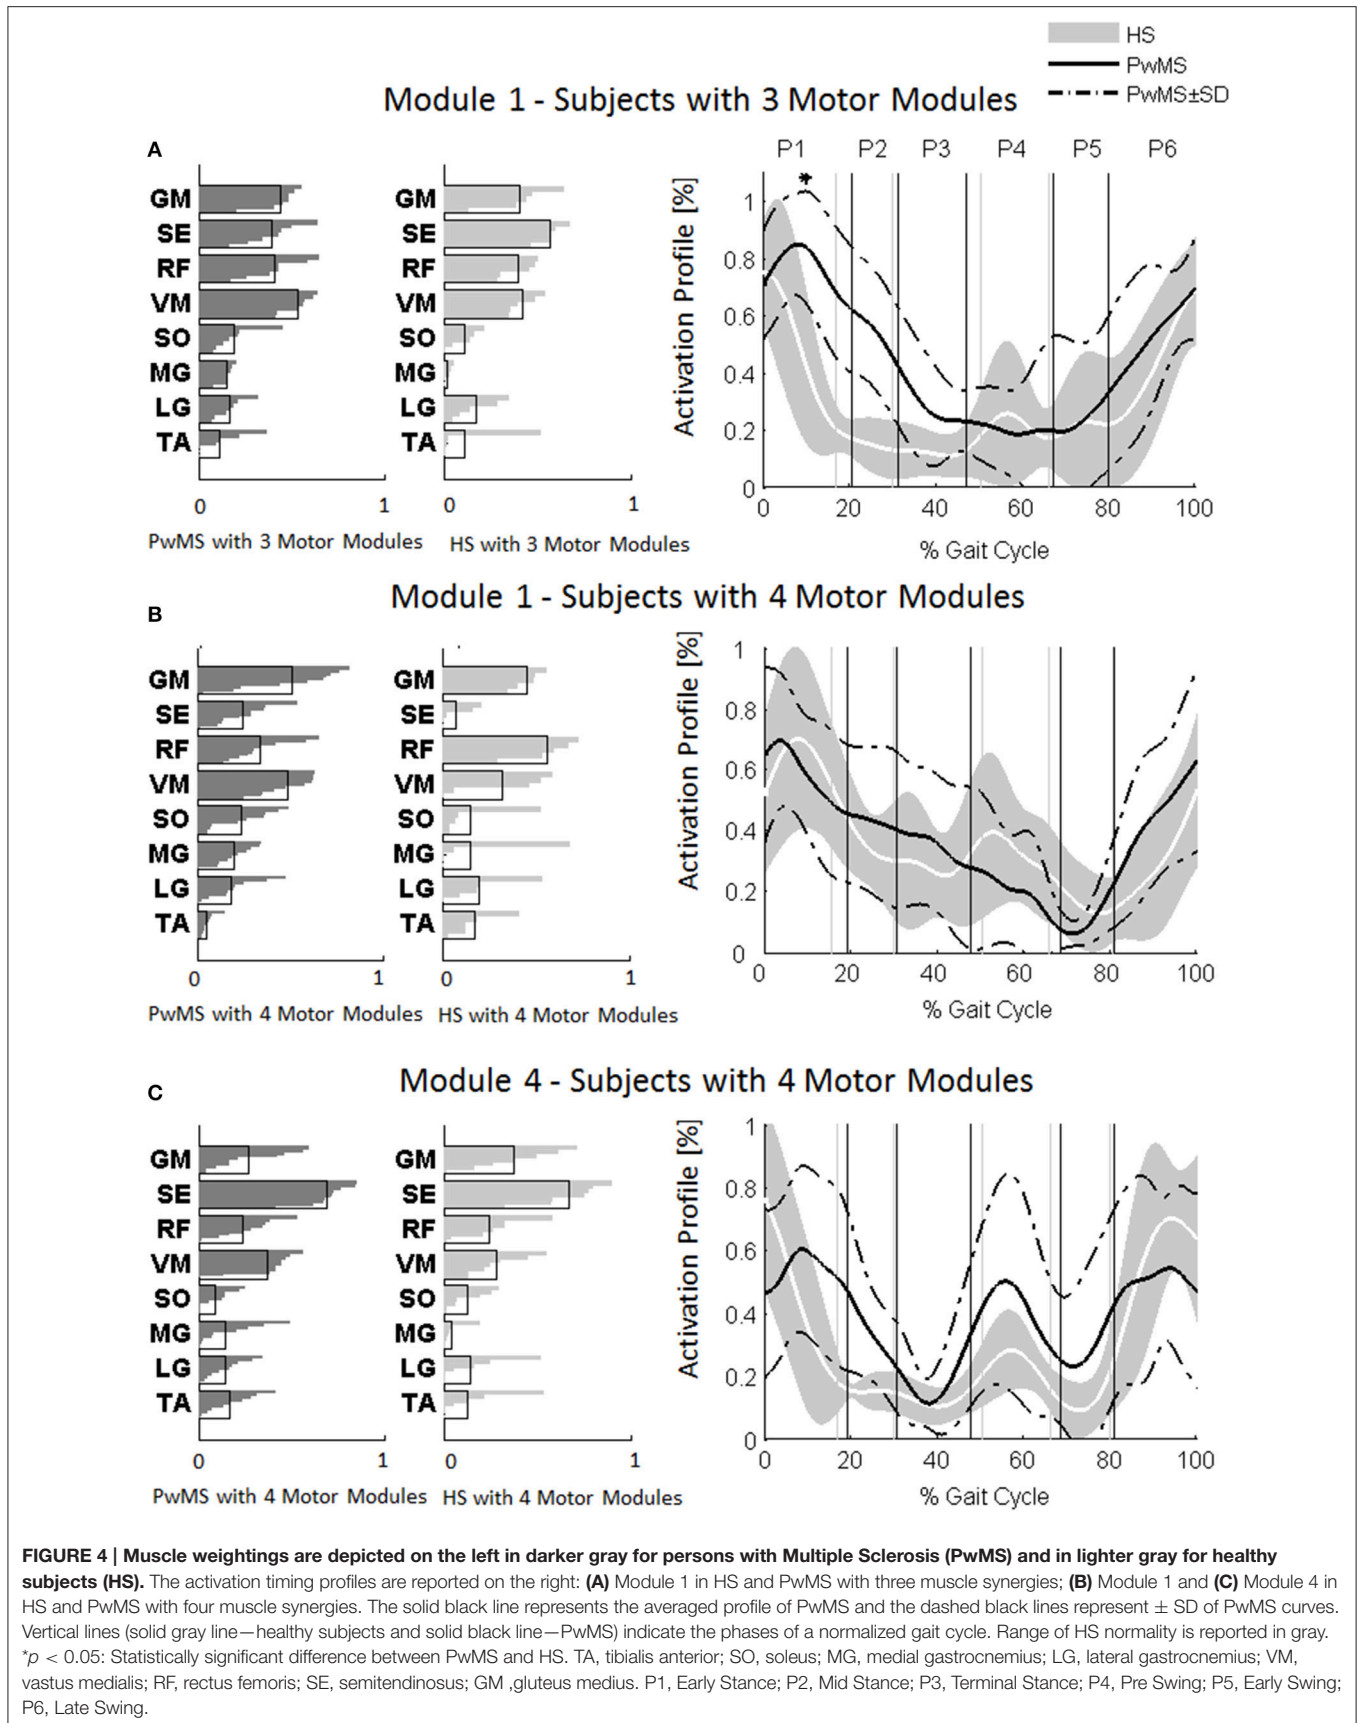 HS
PwMS
PwMS±SD
Module 1 - Subjects with 3 Motor Modules
A
GM
SE
RF
VM
SO
MG
LG
TA
0 1
PwMS with 3 Motor Modules
GM
SE
RF
VM
SO
MG
LG
TA
0 1
HS with 3 Motor Modules
P1 P2 P3 P4 P5 P6
*
Activation Profile [%]
1
0.8
0.6
0.4
0.2
0
0 20 40 60 80 100
% Gait Cycle
Module 1 - Subjects with 4 Motor Modules
B
GM
SE
RF
VM
SO
MG
LG
TA
0 1
PwMS with 4 Motor Modules
GM
SE
RF
VM
SO
MG
LG
TA
0 1
HS with 4 Motor Modules
Activation Profile [%]
1
0.8
0.6
0.4
0.2
0
0 20 40 60 80 100
% Gait Cycle
Module 4 - Subjects with 4 Motor Modules
C
GM
SE
RF
VM
SO
MG
LG
TA
0 1
PwMS with 4 Motor Modules
GM
SE
RF
VM
SO
MG
LG
TA
0 1
HS with 4 Motor Modules
Activation Profile [%]
1
0.8
0.6
0.4
0.2
0
0 20 40 60 80 100
% Gait Cycle
FIGURE 4 | Muscle weightings are depicted on the left in darker gray for persons with Multiple Sclerosis (PwMS) and in lighter gray for healthy
subjects (HS). The activation timing profiles are reported on the right: (A) Module 1 in HS and PwMS with three muscle synergies; (B) Module 1 and (C) Module 4 in
HS and PwMS with four muscle synergies. The solid black line represents the averaged profile of PwMS and the dashed black lines represent ± SD of PwMS curves.
Vertical lines (solid gray line—healthy subjects and solid black line—PwMS) indicate the phases of a normalized gait cycle. Range of HS normality is reported in gray.
*p < 0.05: Statistically significant difference between PwMS and HS. TA, tibialis anterior; SO, soleus; MG, medial gastrocnemius; LG, lateral gastrocnemius; VM,
vastus medialis; RF, rectus femoris; SE, semitendinosus; GM ,gluteus medius. P1, Early Stance; P2, Mid Stance; P3, Terminal Stance; P4, Pre Swing; P5, Early Swing;
P6, Late Swing.